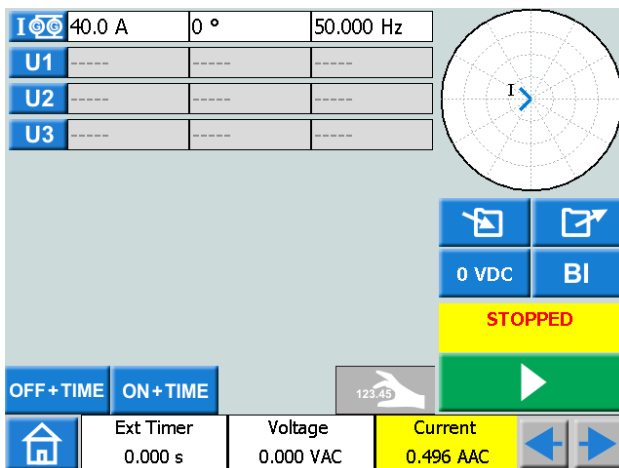 I G G 40.0 A 0 ° 50.000 Hz
U1 ----- ----- -----
U2 ----- ----- -----
U3 ----- ----- -----
I
0 VDC BI
STOPPED
OFF+TIME ON+TIME 123.45
Ext Timer Voltage Current
0.000 s 0.000 VAC 0.496 AAC